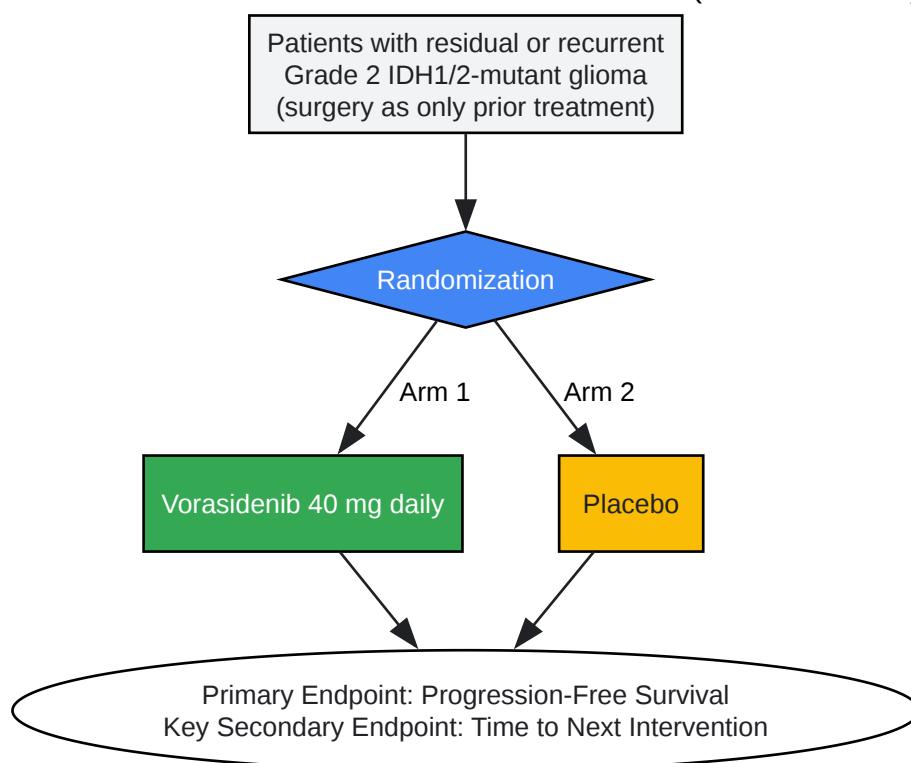 Patients with residual or recurrent
Grade 2 IDH1/2-mutant glioma
(surgery as only prior treatment)
Randomization
Arm 1
Arm 2
Vorasidenib 40 mg daily
Placebo
Primary Endpoint: Progression-Free Survival
Key Secondary Endpoint: Time to Next Intervention